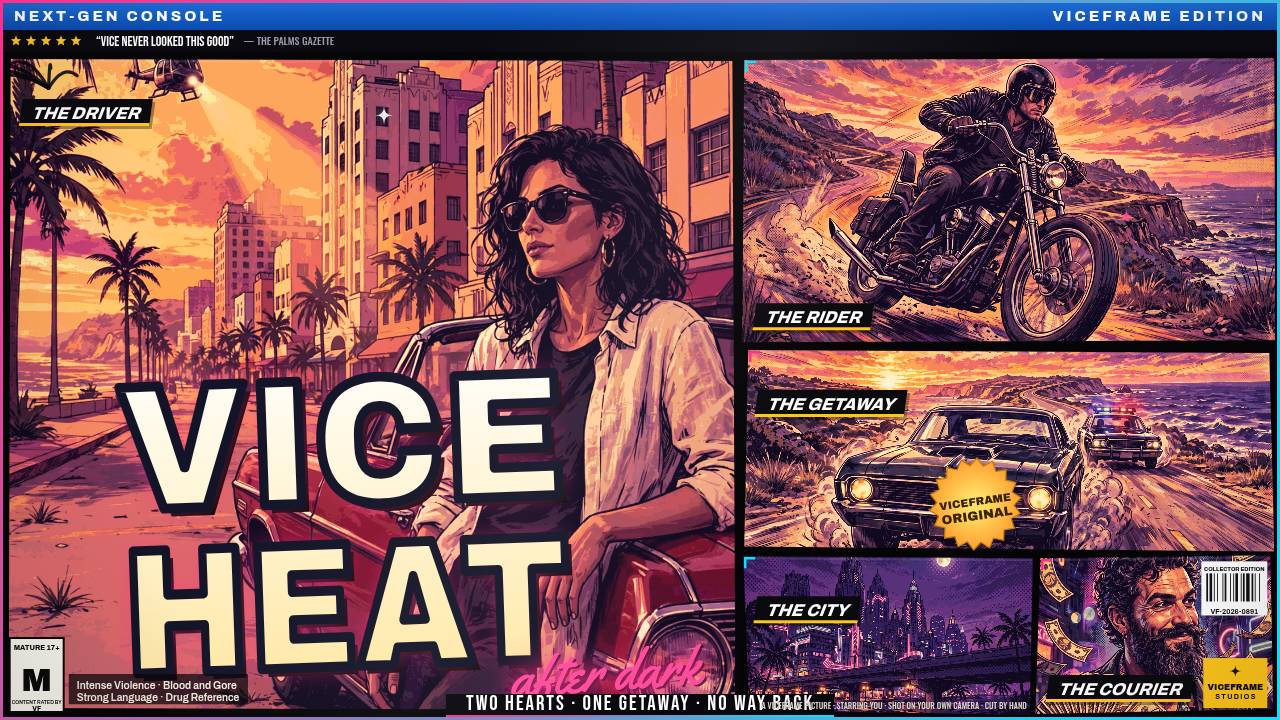 NEXT-GEN CONSOLE
VICEFRAME EDITION
“VICE NEVER LOOKED THIS GOOD” — THE PALMS GAZETTE
THE DRIVER
THE RIDER
THE GETAWAY
VICEFRAME
ORIGINAL
VICE
HEAT
after dark
THE CITY
COLLECTOR EDITION
VF-2026-0891
THE COURIER
VICEFRAME
STUDIOS
MATURE 17+
M
CONTENT RATED BY
VF
Intense Violence · Blood and Gore
Strong Language · Drug Reference
TWO HEARTS · ONE GETAWAY · NO WAY BACK
STARRING YOU · SHOT ON YOUR OWN CAMERA · CUT BY HAND